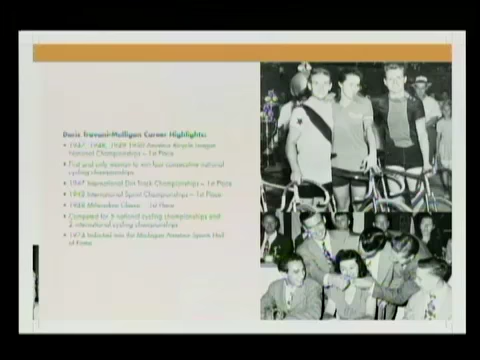 Doris Travani-Mulligan Career Highlights:
• 1947, 1948, 1949 1950 Amateur Bicycle League
National Championships – 1st Place
• First and only woman to win four consecutive national
cycling championships
• International Dirt Track Championships – 1st Place
• International Sprint Championships – 1st Place
• 1st Place
• Competed for national cycling championships and
2 international cycling championships
• Inducted into the Michigan Amateur Sports Hall
of Fame